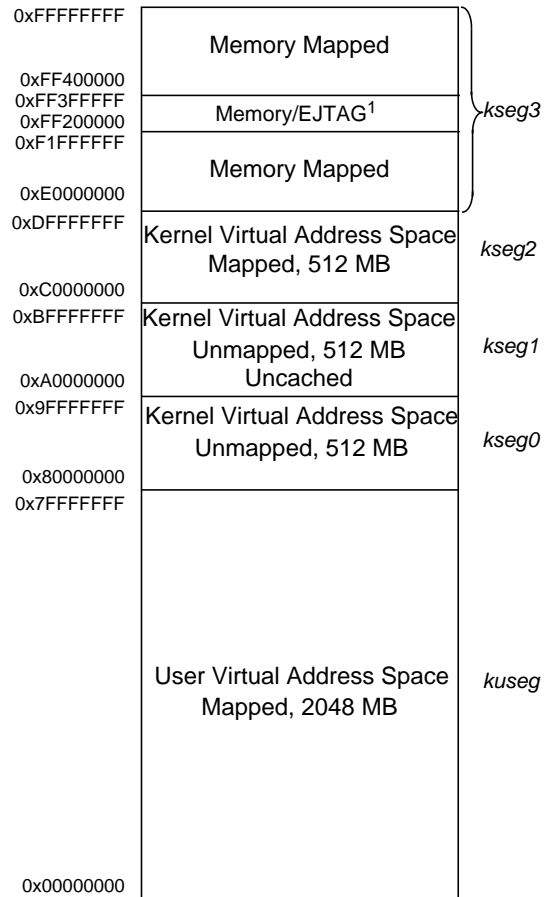 0xFFFFFFFF
Memory Mapped
0xFF400000
0xFF3FFFFF
Memory/EJTAG1
kseg3
0xFF200000
0xF1FFFFFF
Memory Mapped
0xE0000000
0xDFFFFFFF
Kernel Virtual Address Space
Mapped, 512 MB
kseg2
0xC0000000
0xBFFFFFFF
Kernel Virtual Address Space
Unmapped, 512 MB
Uncached
kseg1
0xA0000000
0x9FFFFFFF
Kernel Virtual Address Space
Unmapped, 512 MB
kseg0
0x80000000
0x7FFFFFFF
User Virtual Address Space
Mapped, 2048 MB
kuseg
0x00000000